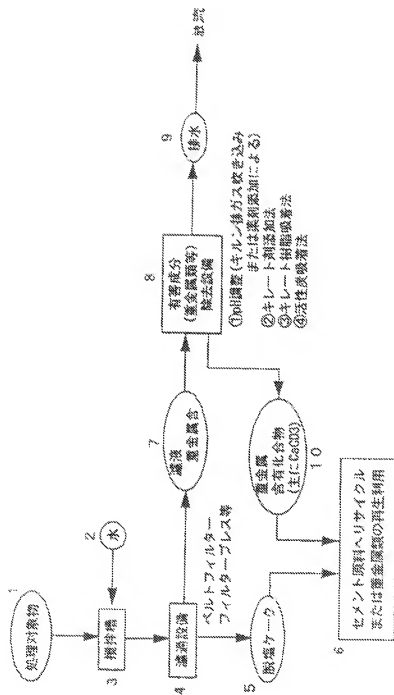 1
処理対象物
2
水
3
撹拌槽
4
濾過設備
ベルトフィルター
フィルタープレス等
5
脱塩ケーク
6
セメント原料へリサイクル
または重金属類の再生利用
7
濾液
重金属含
8
有害成分
(重金属類等)
除去設備
①pH調整(キルン排ガス吹き込み
または薬剤添加による)
②キレート剤添加法
③キレート樹脂吸着法
④活性炭吸着法
9
排水
放流
10
重金属
含有化合物
(主にCaCO3)